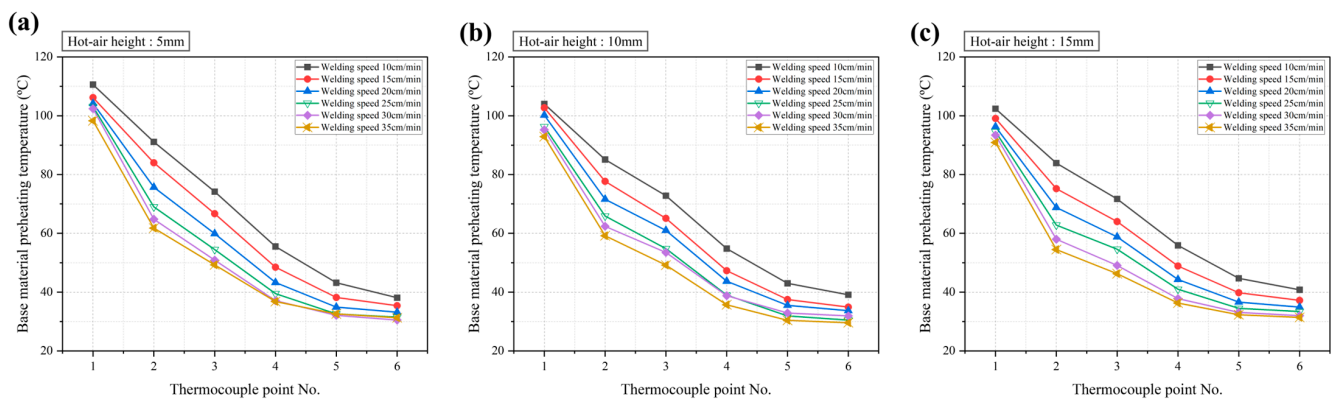 (a)
Hot-air height : 5mm
Base material preheating temperature (ºC)
120
100
80
60
40
20
Welding speed 10cm/min
Welding speed 15cm/min
Welding speed 20cm/min
Welding speed 25cm/min
Welding speed 30cm/min
Welding speed 35cm/min
1 2 3 4 5 6
Thermocouple point No.
(b)
Hot-air height : 10mm
Base material preheating temperature (ºC)
120
100
80
60
40
20
Welding speed 10cm/min
Welding speed 15cm/min
Welding speed 20cm/min
Welding speed 25cm/min
Welding speed 30cm/min
Welding speed 35cm/min
1 2 3 4 5 6
Thermocouple point No.
(c)
Hot-air height : 15mm
Base material preheating temperature (ºC)
120
100
80
60
40
20
Welding speed 10cm/min
Welding speed 15cm/min
Welding speed 20cm/min
Welding speed 25cm/min
Welding speed 30cm/min
Welding speed 35cm/min
1 2 3 4 5 6
Thermocouple point No.